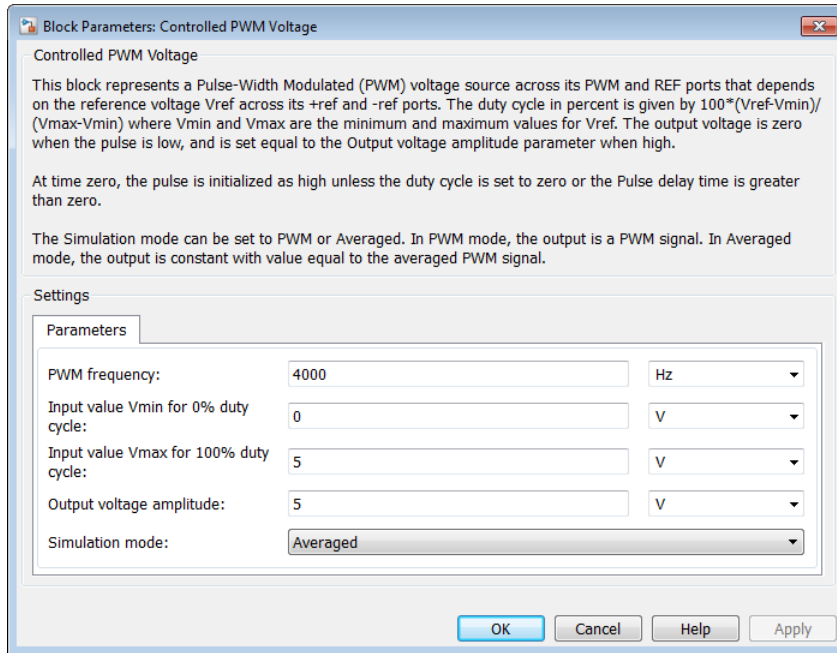 Block Parameters: Controlled PWM Voltage
Controlled PWM Voltage
This block represents a Pulse-Width Modulated (PWM) voltage source across its PWM and REF ports that depends
on the reference voltage Vref across its +ref and -ref ports. The duty cycle in percent is given by 100*(Vref-Vmin)/
(Vmax-Vmin) where Vmin and Vmax are the minimum and maximum values for Vref. The output voltage is zero
when the pulse is low, and is set equal to the Output voltage amplitude parameter when high.
At time zero, the pulse is initialized as high unless the duty cycle is set to zero or the Pulse delay time is greater
than zero.
The Simulation mode can be set to PWM or Averaged. In PWM mode, the output is a PWM signal. In Averaged
mode, the output is constant with value equal to the averaged PWM signal.
Settings
Parameters
PWM frequency: 4000 Hz
Input value Vmin for 0% duty
cycle: 0 V
Input value Vmax for 100% duty
cycle: 5 V
Output voltage amplitude: 5 V
Simulation mode: Averaged
OK Cancel Help Apply